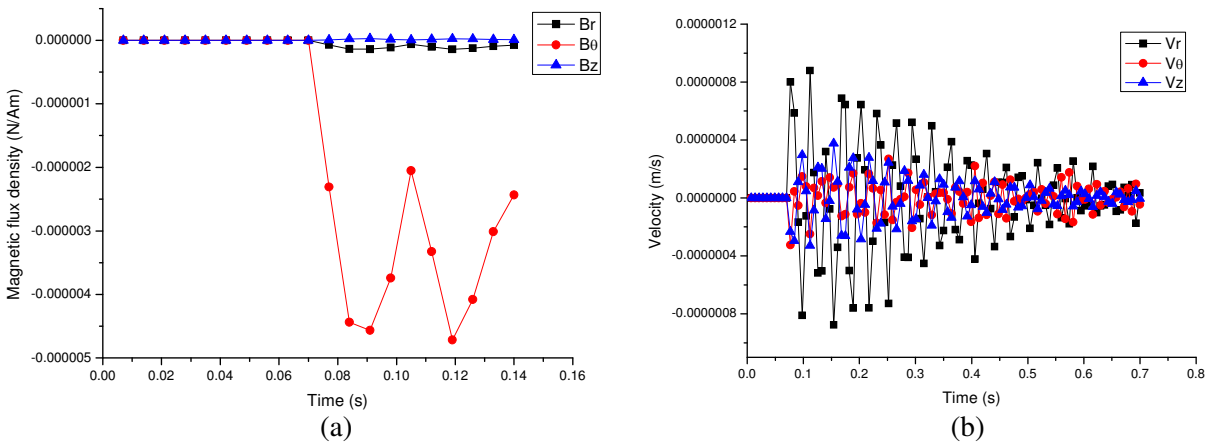 0.000000
-0.000001
-0.000002
-0.000003
-0.000004
-0.000005
Magnetic flux density (N/Am)
0.00 0.02 0.04 0.06 0.08 0.10 0.12 0.14 0.16
Time (s)
Br
Bθ
Bz
(a)
0.0000012
0.0000008
0.0000004
0.0000000
-0.0000004
-0.0000008
Velocity (m/s)
0.0 0.1 0.2 0.3 0.4 0.5 0.6 0.7 0.8
Time (s)
Vr
Vθ
Vz
(b)